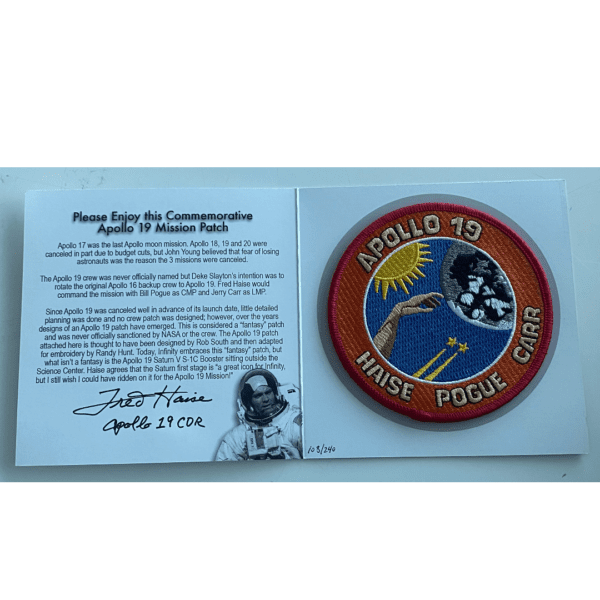 Please Enjoy this Commemorative
Apollo 19 Mission Patch
Apollo 17 was the last Apollo moon mission. Apollo 18, 19 and 20 were
canceled in part due to budget cuts, but John Young believed that fear of losing
astronauts was the reason the 3 missions were canceled.
The Apollo 19 crew was never officially named but Deke Slayton's intention was to
rotate the original Apollo 16 backup crew to Apollo 19. Fred Haise would
command the mission with Bill Pogue as CMP and Jerry Carr as LMP.
Since Apollo 19 was canceled well in advance of its launch date, little detailed
planning was done and no crew patch was designed; however, over the years
designs of an Apollo 19 patch have emerged. This is considered a "fantasy" patch
and was never officially sanctioned by NASA or the crew. The Apollo 19 patch
attached here is thought to have been designed by Rob South and then adapted
for embroidery by Randy Hunt. Today, Infinity embraces this "fantasy" patch, but
what isn't a fantasy is the Apollo 19 Saturn V S-1C Booster sitting outside the
Science Center. Haise agrees that the Saturn first stage is "a great icon for Infinity,
but I still wish I could have ridden on it for the Apollo 19 Mission!"
Fred Haise
Apollo 19 CDR
APOLLO 19
HAISE POGUE CARR
108/240